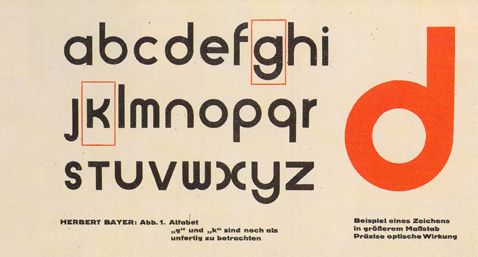 abcdefghi
jklmnopqr
stuvwxyz
d
HERBERT BAYER: Abb. 1. Alfabet
„g" und „k" sind noch als
unfertig zu betrachten
Beispiel eines Zeichens
in größerem Maßstab
Präzise optische Wirkung